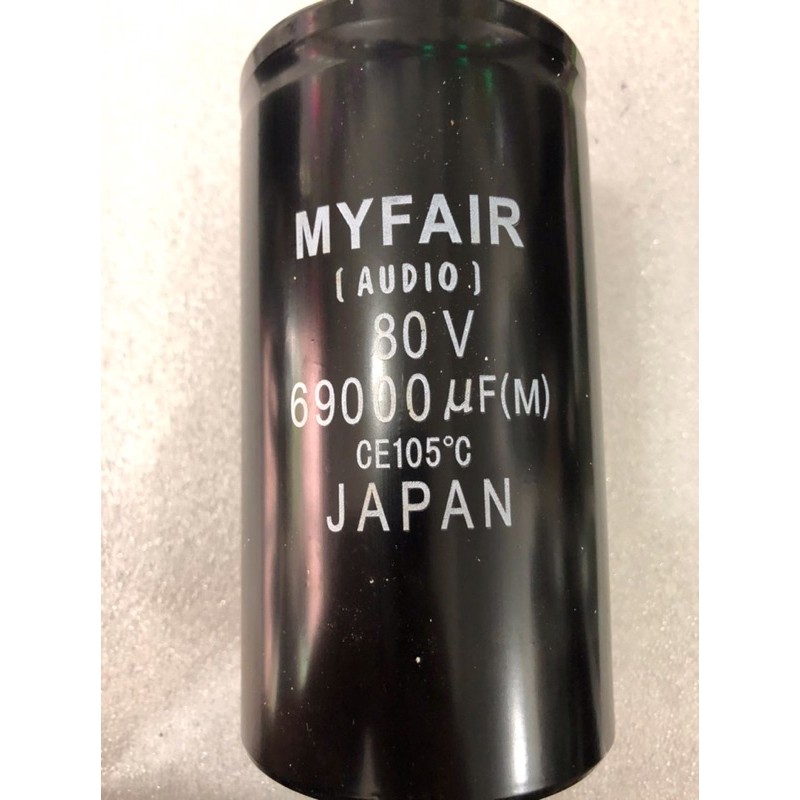 MYFAIR
(AUDIO)
80V
69000μF(M)
CE105°C
JAPAN